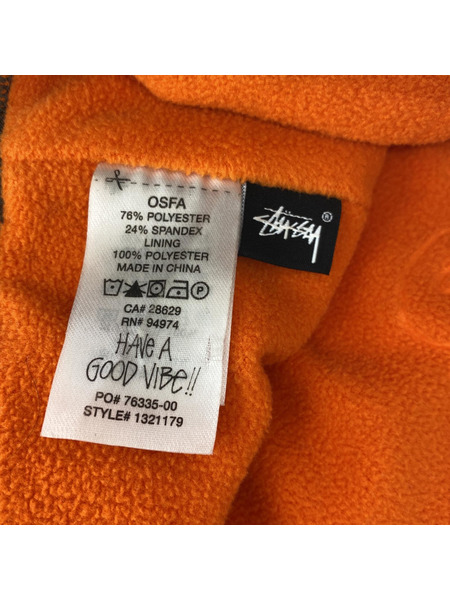 OSFA
76% POLYESTER
24% SPANDEX
LINING
100% POLYESTER
MADE IN CHINA
P
CA# 28629
RN# 94974
HAVE A
GOOD VIBE!!
PO# 76335-00
STYLE# 1321179
STÜSSY ®